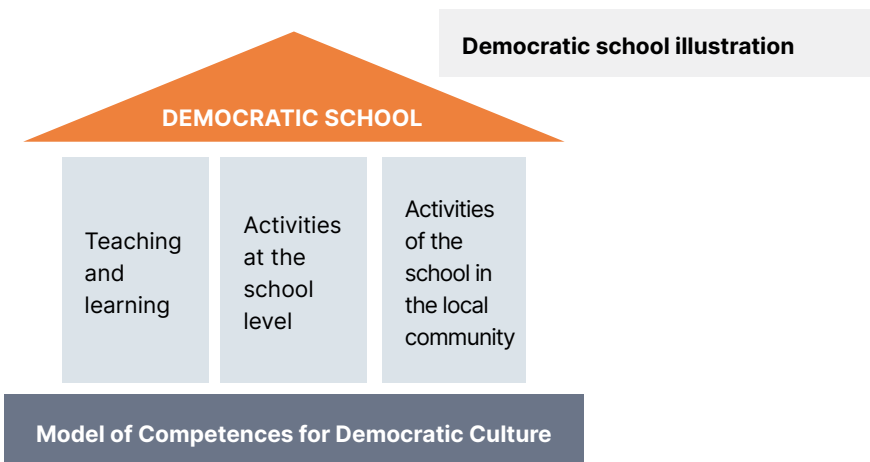 Democratic school illustration
DEMOCRATIC SCHOOL
Teaching
and
learning
Activities
at the
school
level
Activities
of the
school in
the local
community
Model of Competences for Democratic Culture